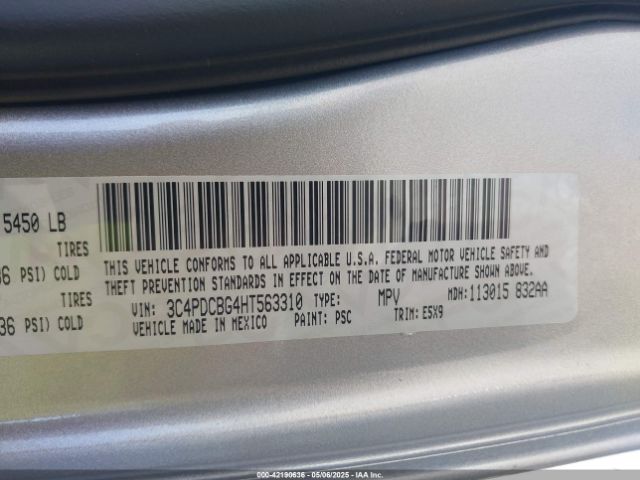 5450 LB
TIRES
36 PSI) COLD
TIRES
36 PSI) COLD
THIS VEHICLE CONFORMS TO ALL APPLICABLE U.S.A. FEDERAL MOTOR VEHICLE SAFETY AND
THEFT PREVENTION STANDARDS IN EFFECT ON THE DATE OF MANUFACTURE SHOWN ABOVE.
VIN: 3C4PDCBG4HT563310 TYPE: MPV MDH:113015 832AA
VEHICLE MADE IN MEXICO PAINT: PSC TRIM: E5X9
000-42190636 - 05/06/2025 - IAA Inc.